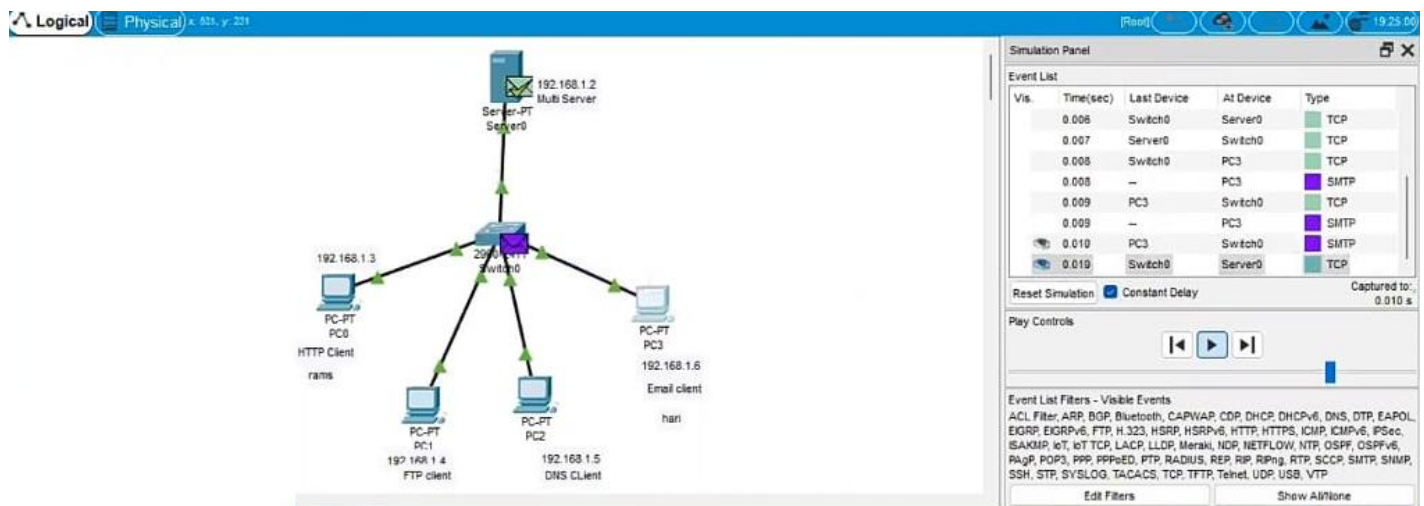 Logical Physical x: 531, y: 221 [Root] 19:25:00
192.168.1.2
Multi Server
Server-PT
Server0
Switch0
192.168.1.3
PC-PT
PC0
HTTP Client
rams
PC-PT
PC1
192.168.1.4
FTP client
PC-PT
PC2
192.168.1.5
DNS CLient
PC-PT
PC3
192.168.1.6
Email client
hari
Simulation Panel
Event List
Vis. Time(sec) Last Device At Device Type
0.006 Switch0 Server0 TCP
0.007 Server0 Switch0 TCP
0.008 Switch0 PC3 TCP
0.008 -- PC3 SMTP
0.009 PC3 Switch0 TCP
0.009 -- PC3 SMTP
0.010 PC3 Switch0 SMTP
0.010 Switch0 Server0 TCP
Reset Simulation Constant Delay Captured to:
0.010 s
Play Controls
Event List Filters - Visible Events
ACL Filter, ARP, BGP, Bluetooth, CAPWAP, CDP, DHCP, DHCPv6, DNS, DTP, EAPOL,
EIGRP, EIGRPv6, FTP, H.323, HSRP, HSRPv6, HTTP, HTTPS, ICMP, ICMPv6, IPSec,
ISAKMP, IoT, IoT TCP, LACP, LLDP, Meraki, NDP, NETFLOW, NTP, OSPF, OSPFv6,
PAgP, POP3, PPP, PPPoED, PTP, RADIUS, REP, RIP, RIPng, RTP, SCCP, SMTP, SNMP,
SSH, STP, SYSLOG, TACACS, TCP, TFTP, Telnet, UDP, USB, VTP
Edit Filters Show All/None